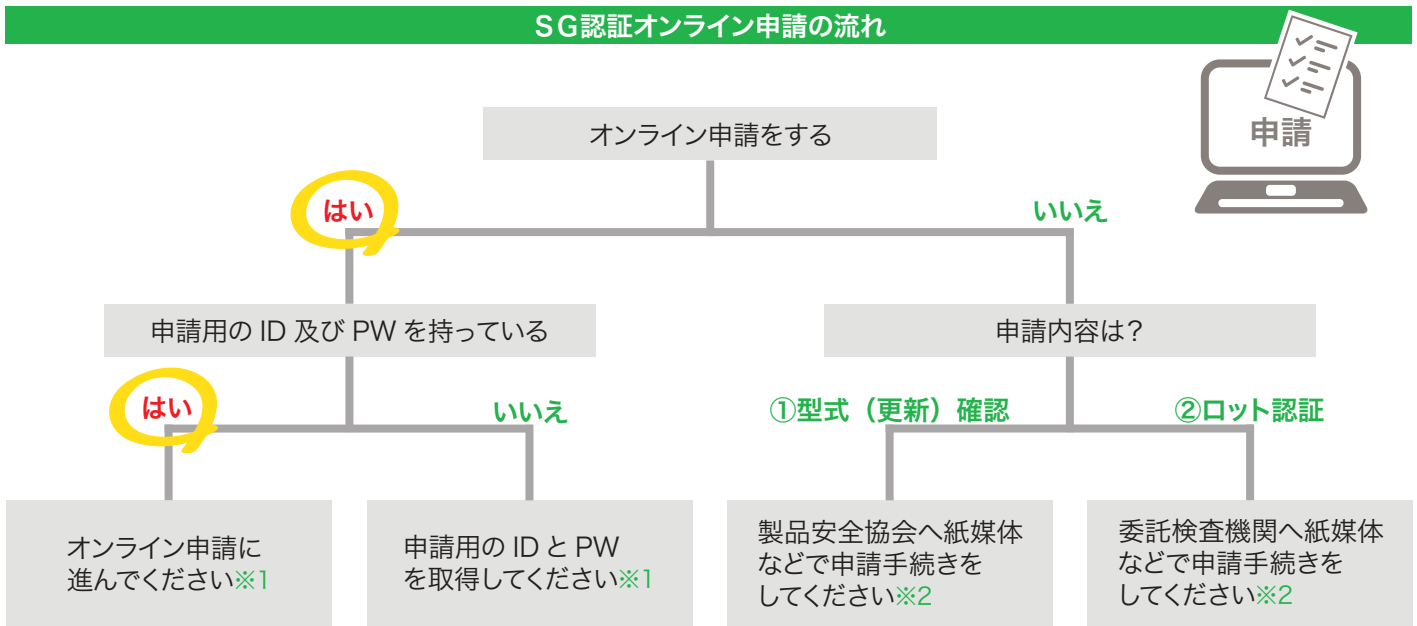 SG認証オンライン申請の流れ
申請
オンライン申請をする
はい
いいえ
申請用の ID 及び PW を持っている
申請内容は？
はい
いいえ
①型式（更新）確認
②ロット認証
オンライン申請に
進んでください※1
申請用の ID と PW
を取得してください※1
製品安全協会へ紙媒体
などで申請手続きを
してください※2
委託検査機関へ紙媒体
などで申請手続きを
してください※2